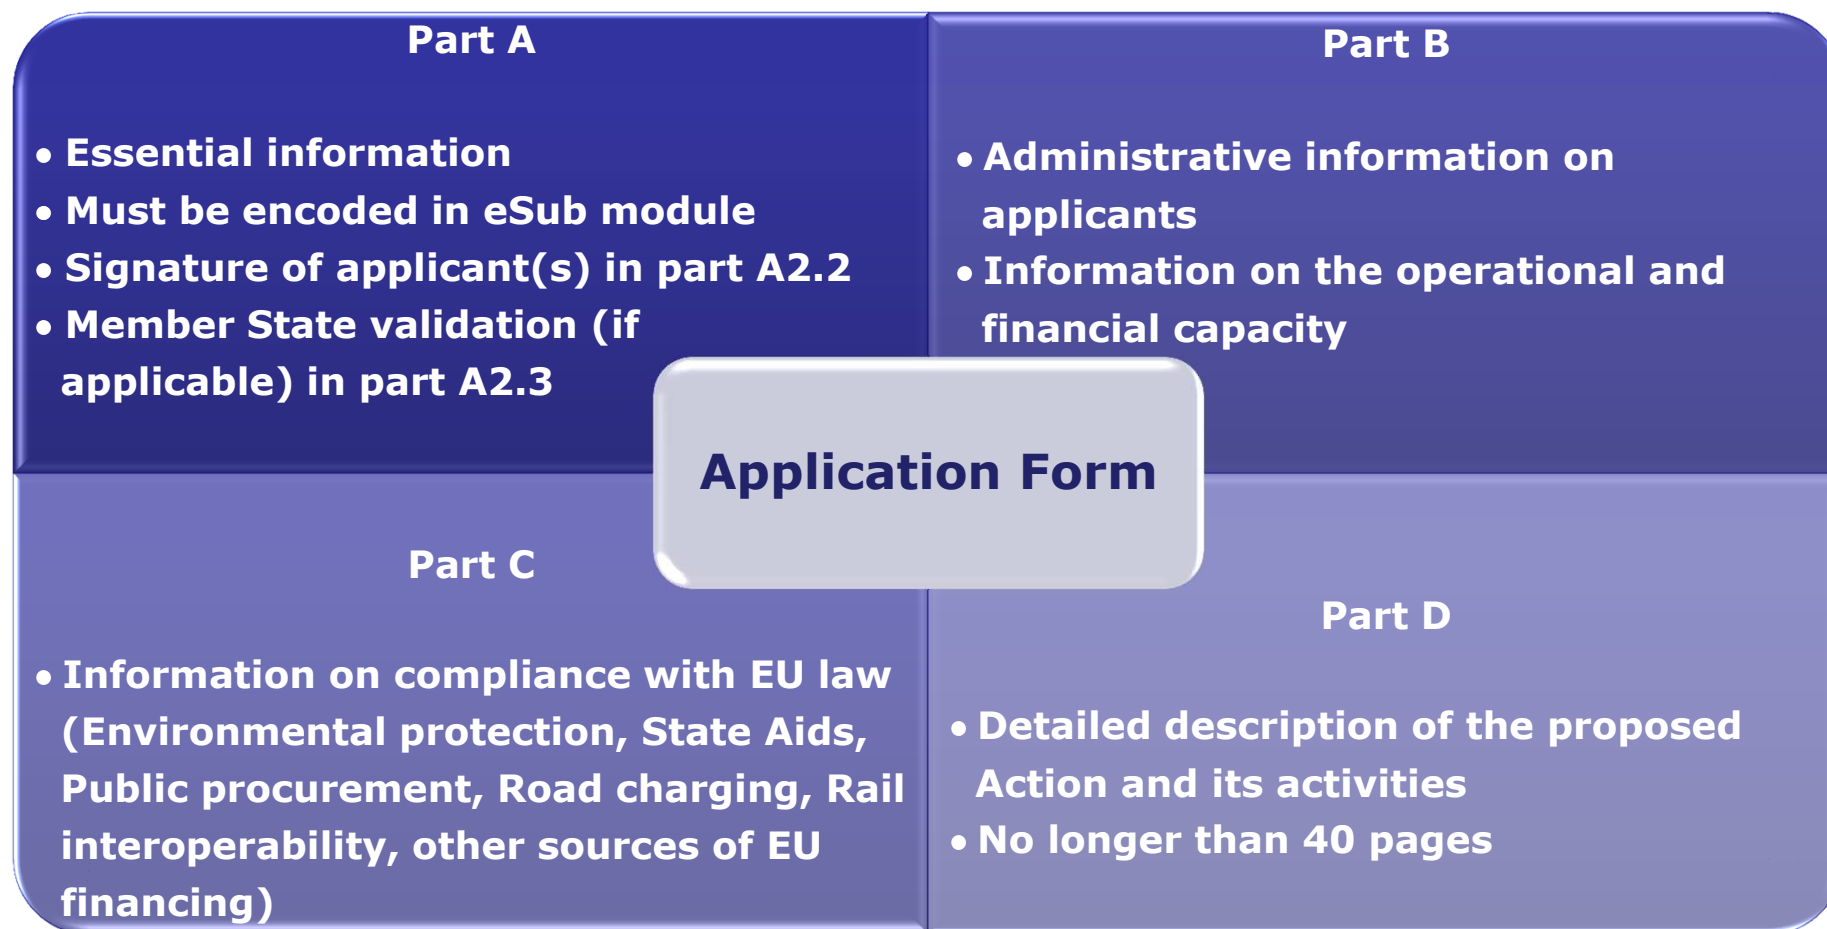 Part A
• Essential information
• Must be encoded in eSub module
• Signature of applicant(s) in part A2.2
• Member State validation (if
applicable) in part A2.3
Part B
• Administrative information on
applicants
• Information on the operational and
financial capacity
Application Form
Part C
• Information on compliance with EU law
(Environmental protection, State Aids,
Public procurement, Road charging, Rail
interoperability, other sources of EU
financing)
Part D
• Detailed description of the proposed
Action and its activities
• No longer than 40 pages